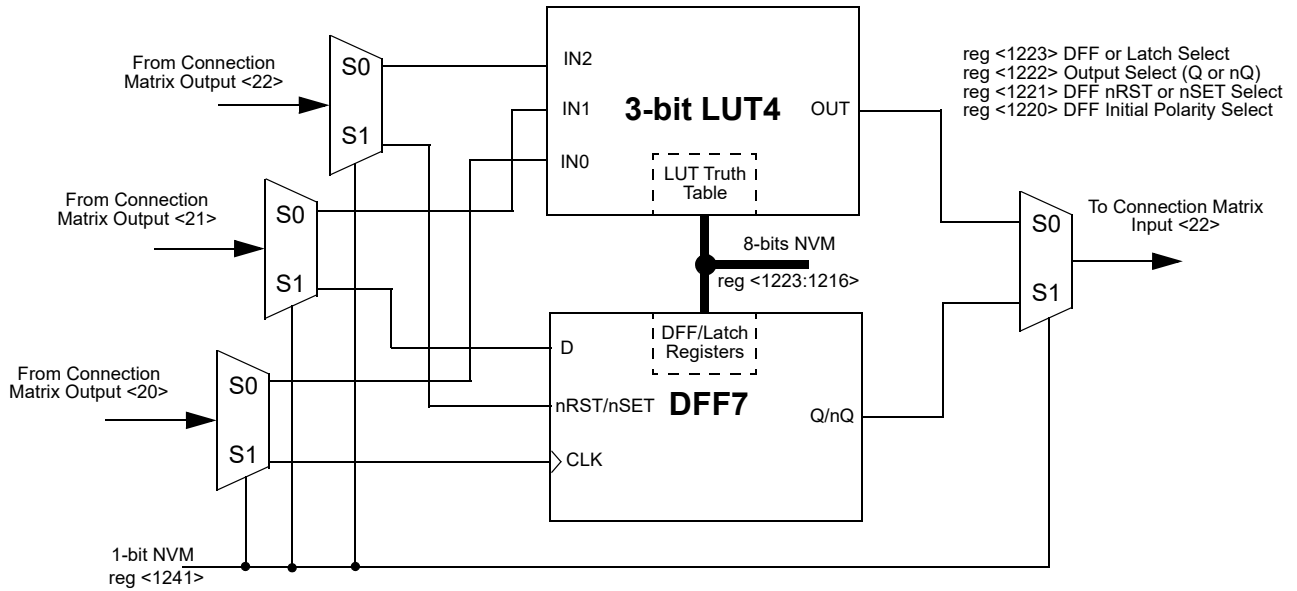 From Connection
Matrix Output <22>
S0
S1
From Connection
Matrix Output <21>
S0
S1
From Connection
Matrix Output <20>
S0
S1
1-bit NVM
reg <1241>
IN2
IN1
IN0
3-bit LUT4
OUT
LUT Truth
Table
8-bits NVM
reg <1223:1216>
DFF/Latch
Registers
D
nRST/nSET
CLK
DFF7
Q/nQ
reg <1223> DFF or Latch Select
reg <1222> Output Select (Q or nQ)
reg <1221> DFF nRST or nSET Select
reg <1220> DFF Initial Polarity Select
S0
S1
To Connection Matrix
Input <22>